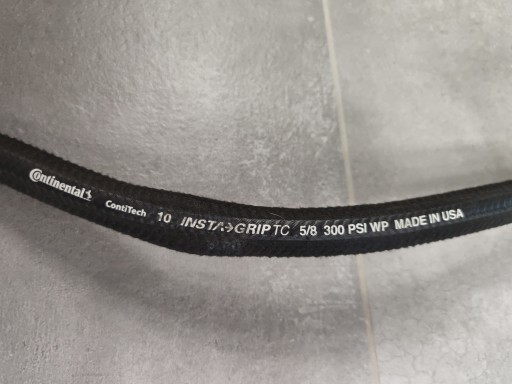 Continental ContiTech 10 INSTA-GRIP TC 5/8 300 PSI WP MADE IN USA